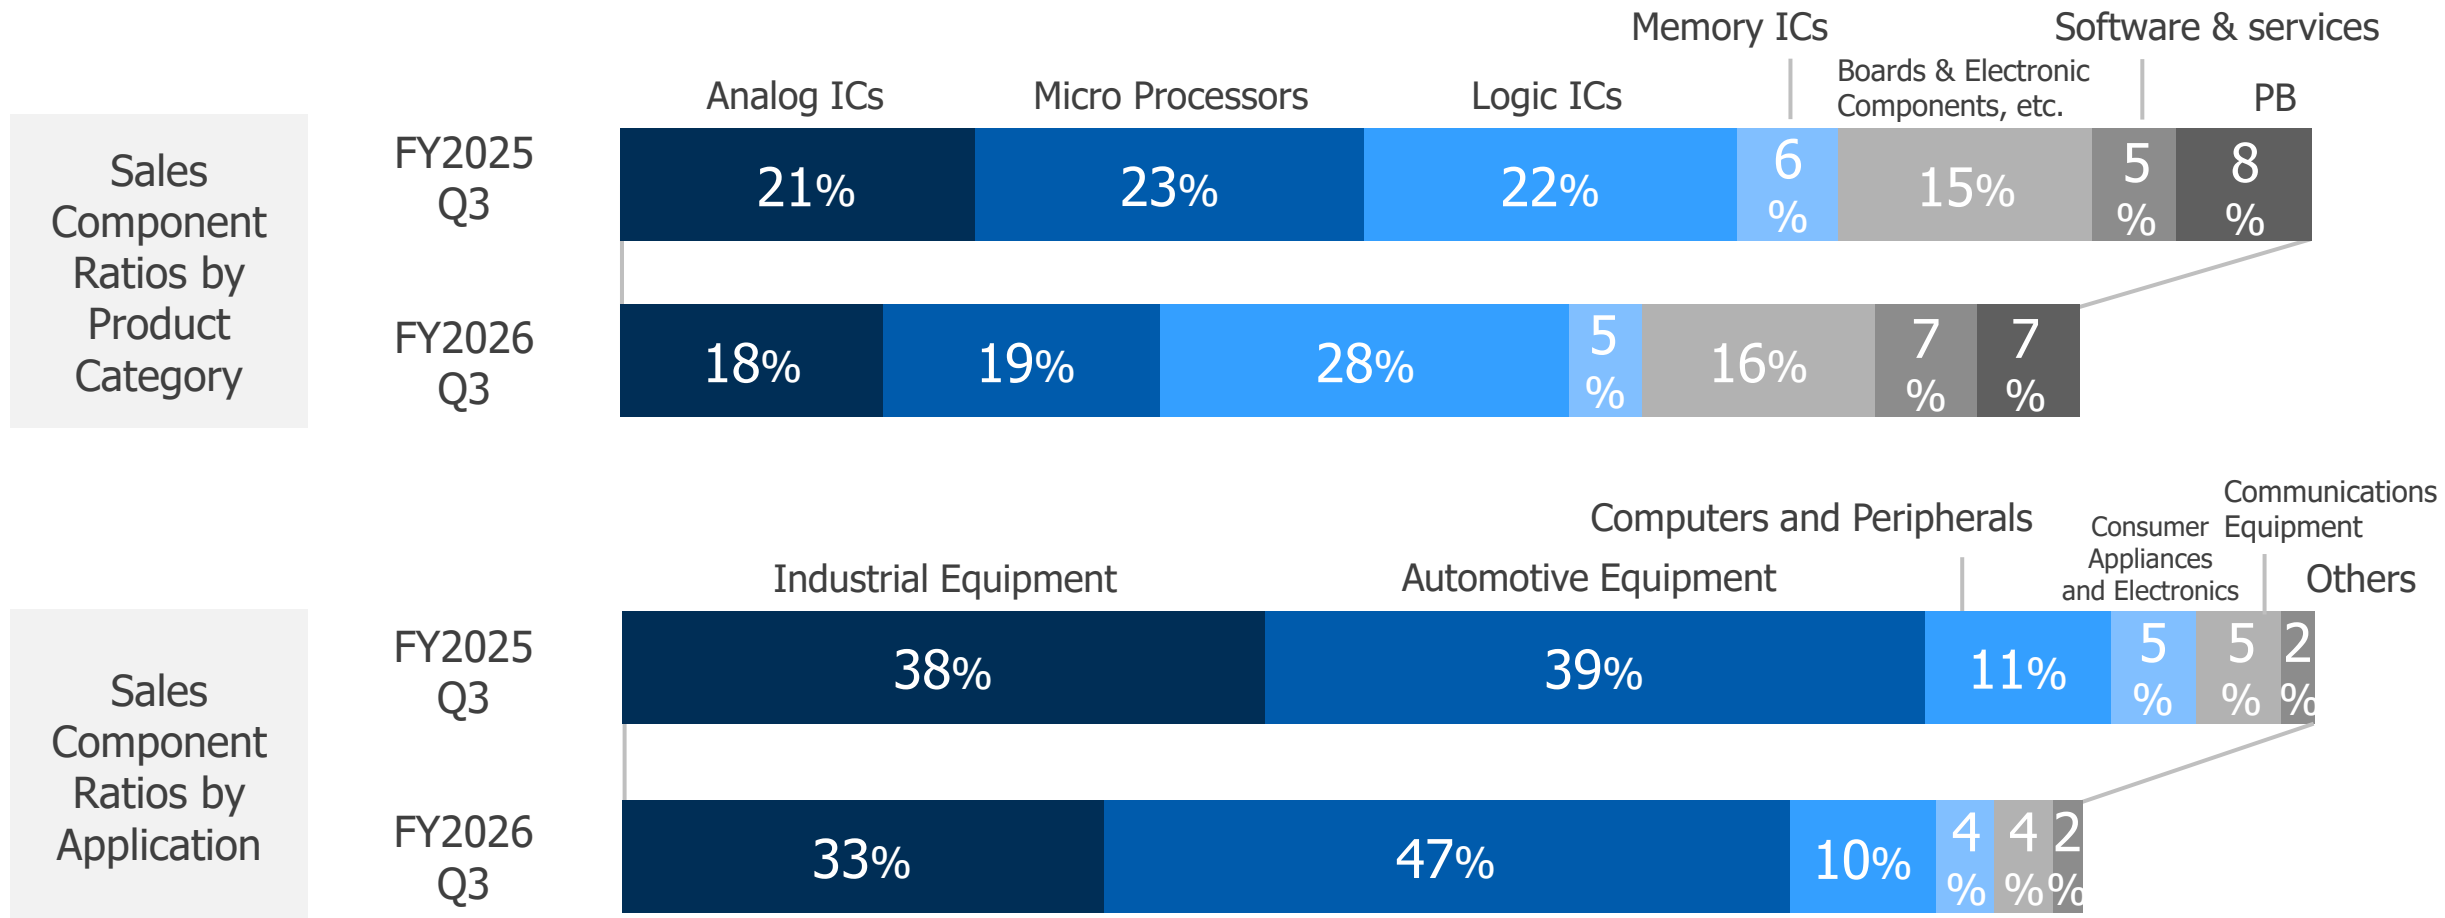 Memory ICs
Software & services
Analog ICs
Micro Processors
Logic ICs
Boards & Electronic
Components, etc.
PB
Sales
Component
Ratios by
Product
Category
FY2025
Q3
21%
23%
22%
6
%
15%
5
%
8
%
FY2026
Q3
18%
19%
28%
5
%
16%
7
%
7
%
Computers and Peripherals
Communications
Equipment
Consumer
Appliances
and Electronics
Industrial Equipment
Automotive Equipment
Others
Sales
Component
Ratios by
Application
FY2025
Q3
38%
39%
11%
5
%
5
%
2
%
FY2026
Q3
33%
47%
10%
4
%
4
%
2
%